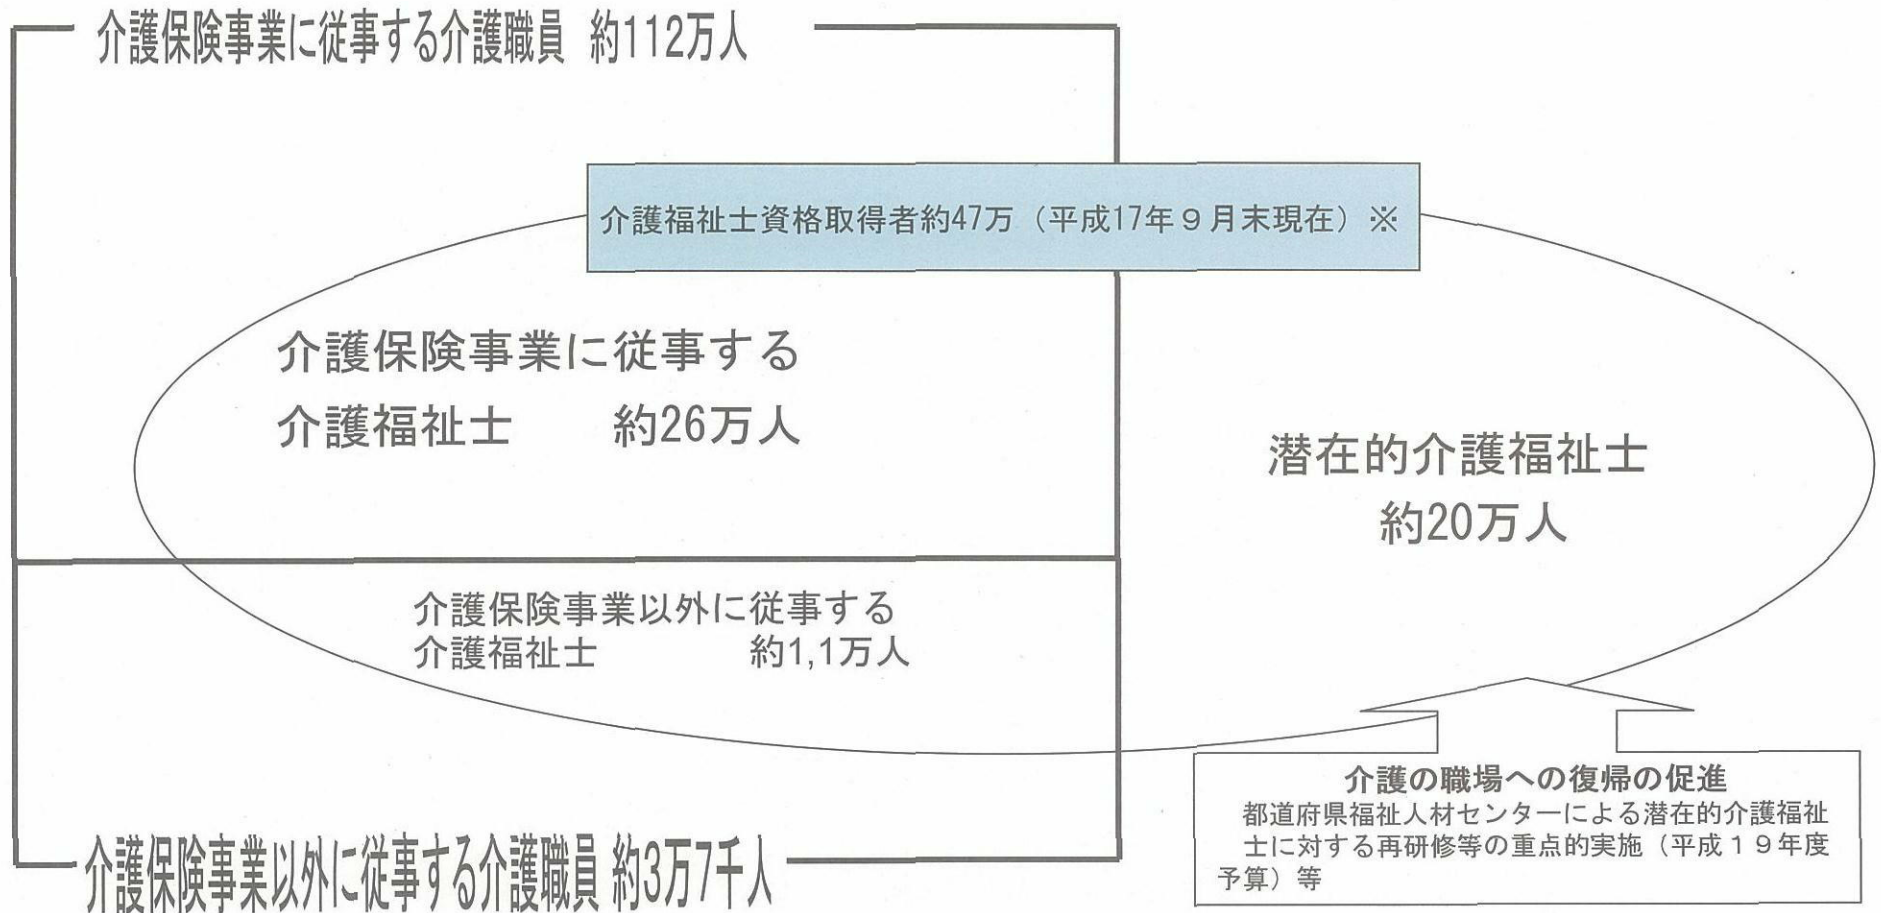 介護保険事業に従事する介護職員 約112万人
介護福祉士資格取得者約47万（平成17年９月末現在）※
介護保険事業に従事する
介護福祉士 約26万人
潜在的介護福祉士
約20万人
介護保険事業以外に従事する
介護福祉士 約1,1万人
介護の職場への復帰の促進
都道府県福祉人材センターによる潜在的介護福祉
士に対する再研修等の重点的実施（平成１９年度
予算）等
介護保険事業以外に従事する介護職員 約3万7千人